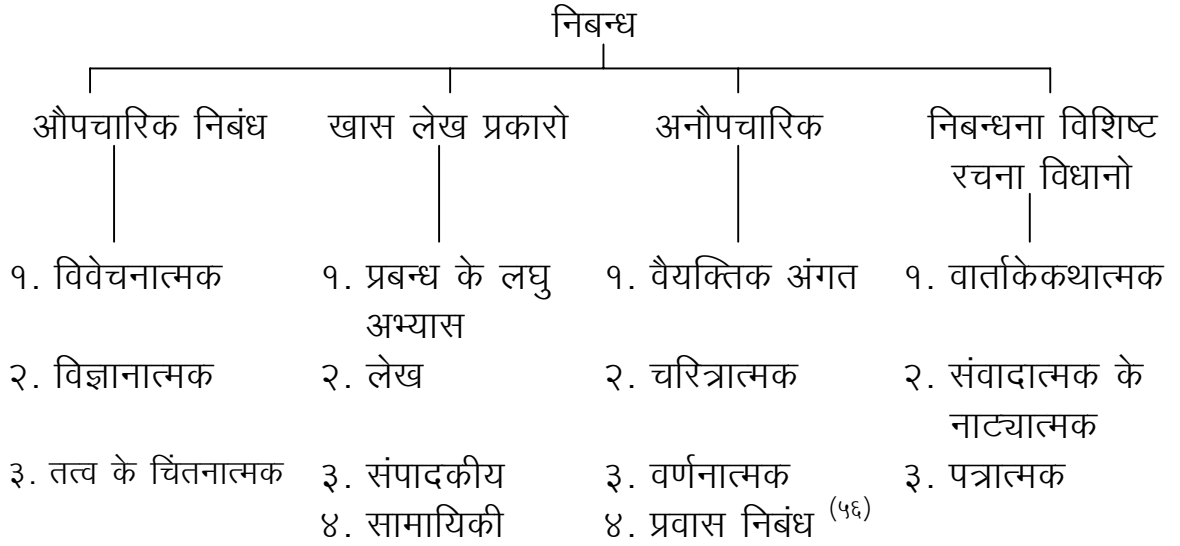 निबन्ध
औपचारिक निबंध खास लेख प्रकारो अनौपचारिक निबन्धना विशिष्ट
रचना विधानो
१. विवेचनात्मक १. प्रबन्ध के लघु १. वैयक्तिक अंगत १. वार्ताकेकथात्मक
अभ्यास
२. विज्ञानात्मक २. लेख २. चरित्रात्मक २. संवादात्मक के
नाट्यात्मक
३. तत्व के चिंतनात्मक ३. संपादकीय ३. वर्णनात्मक ३. पत्रात्मक
४. सामायिकी ४. प्रवास निबंध (५६)